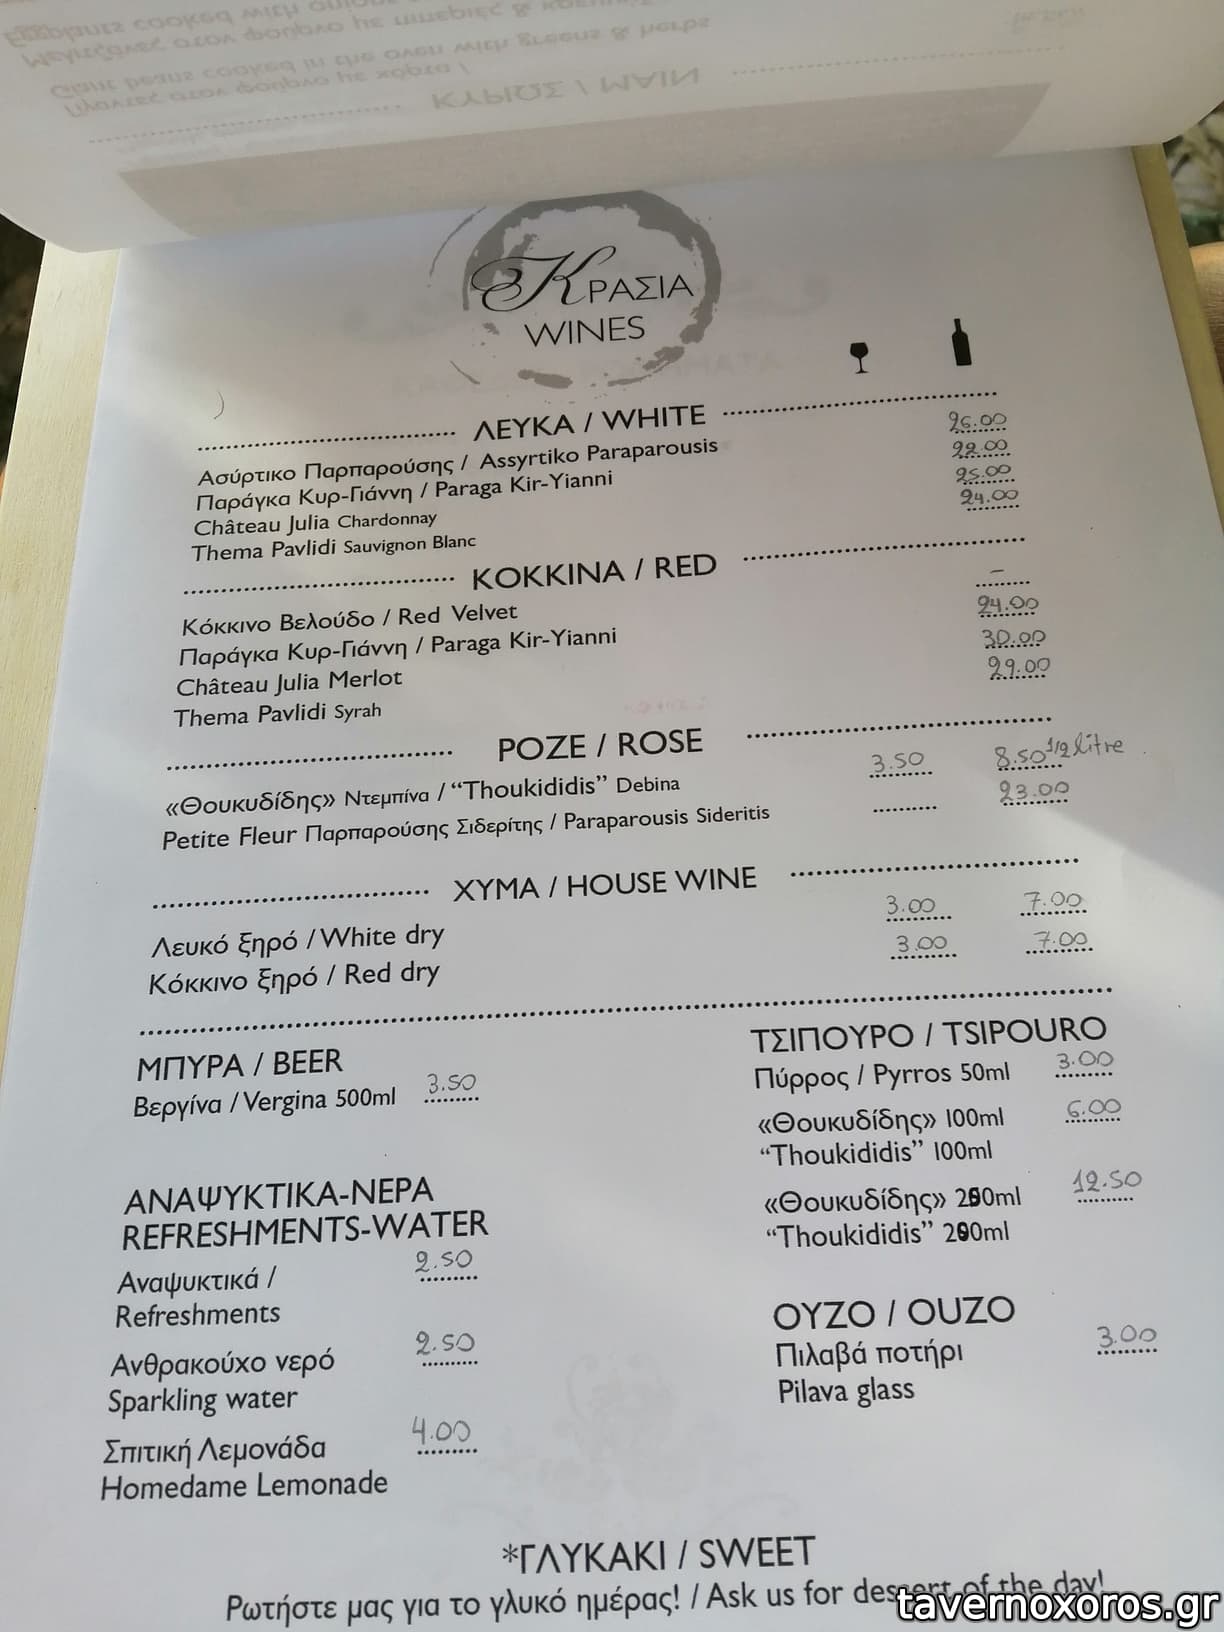 ΚΥΡΙΩΣ / MAIN
ΚΡΑΣΙΑ
WINES
ΛΕΥΚΑ / WHITE
Ασύρτικο Παρπαρούσης / Assyrtiko Paraparousis 26.00
Παράγκα Κυρ-Γιάννη / Paraga Kir-Yianni 22.00
Château Julia Chardonnay 25.00
Thema Pavlidi Sauvignon Blanc 24.00
ΚΟΚΚΙΝΑ / RED
Κόκκινο Βελούδο / Red Velvet –
Παράγκα Κυρ-Γιάννη / Paraga Kir-Yianni 24.00
Château Julia Merlot 30.00
Thema Pavlidi Syrah 29.00
ΡΟΖΕ / ROSE
«Θουκυδίδης» Ντεμπίνα / “Thoukididis” Debina 3.50 8.50 1/2 litre
Petite Fleur Παρπαρούσης Σιδερίτης / Paraparousis Sideritis 23.00
ΧΥΜΑ / HOUSE WINE
Λευκό ξηρό / White dry 3.00 7.00
Κόκκινο ξηρό / Red dry 3.00 7.00
ΜΠΥΡΑ / BEER
Βεργίνα / Vergina 500ml 3.50
ΑΝΑΨΥΚΤΙΚΑ-ΝΕΡΑ
REFRESHMENTS-WATER
Αναψυκτικά / 2.50
Refreshments
Ανθρακούχο νερό 2.50
Sparkling water
Σπιτική Λεμονάδα 4.00
Homedame Lemonade
ΤΣΙΠΟΥΡΟ / TSIPOURO
Πύρρος / Pyrros 50ml 3.00
«Θουκυδίδης» 100ml 6.00
“Thoukididis” 100ml
«Θουκυδίδης» 12.50
“Thoukididis”
ΟΥΖΟ / OUZO
Πιλαβά ποτήρι 3.00
Pilava glass
*ΓΛΥΚΑΚΙ / SWEET
Ρωτήστε μας για το γλυκό ημέρας! / Ask us for dessert of the day!
tavernoxoros.gr